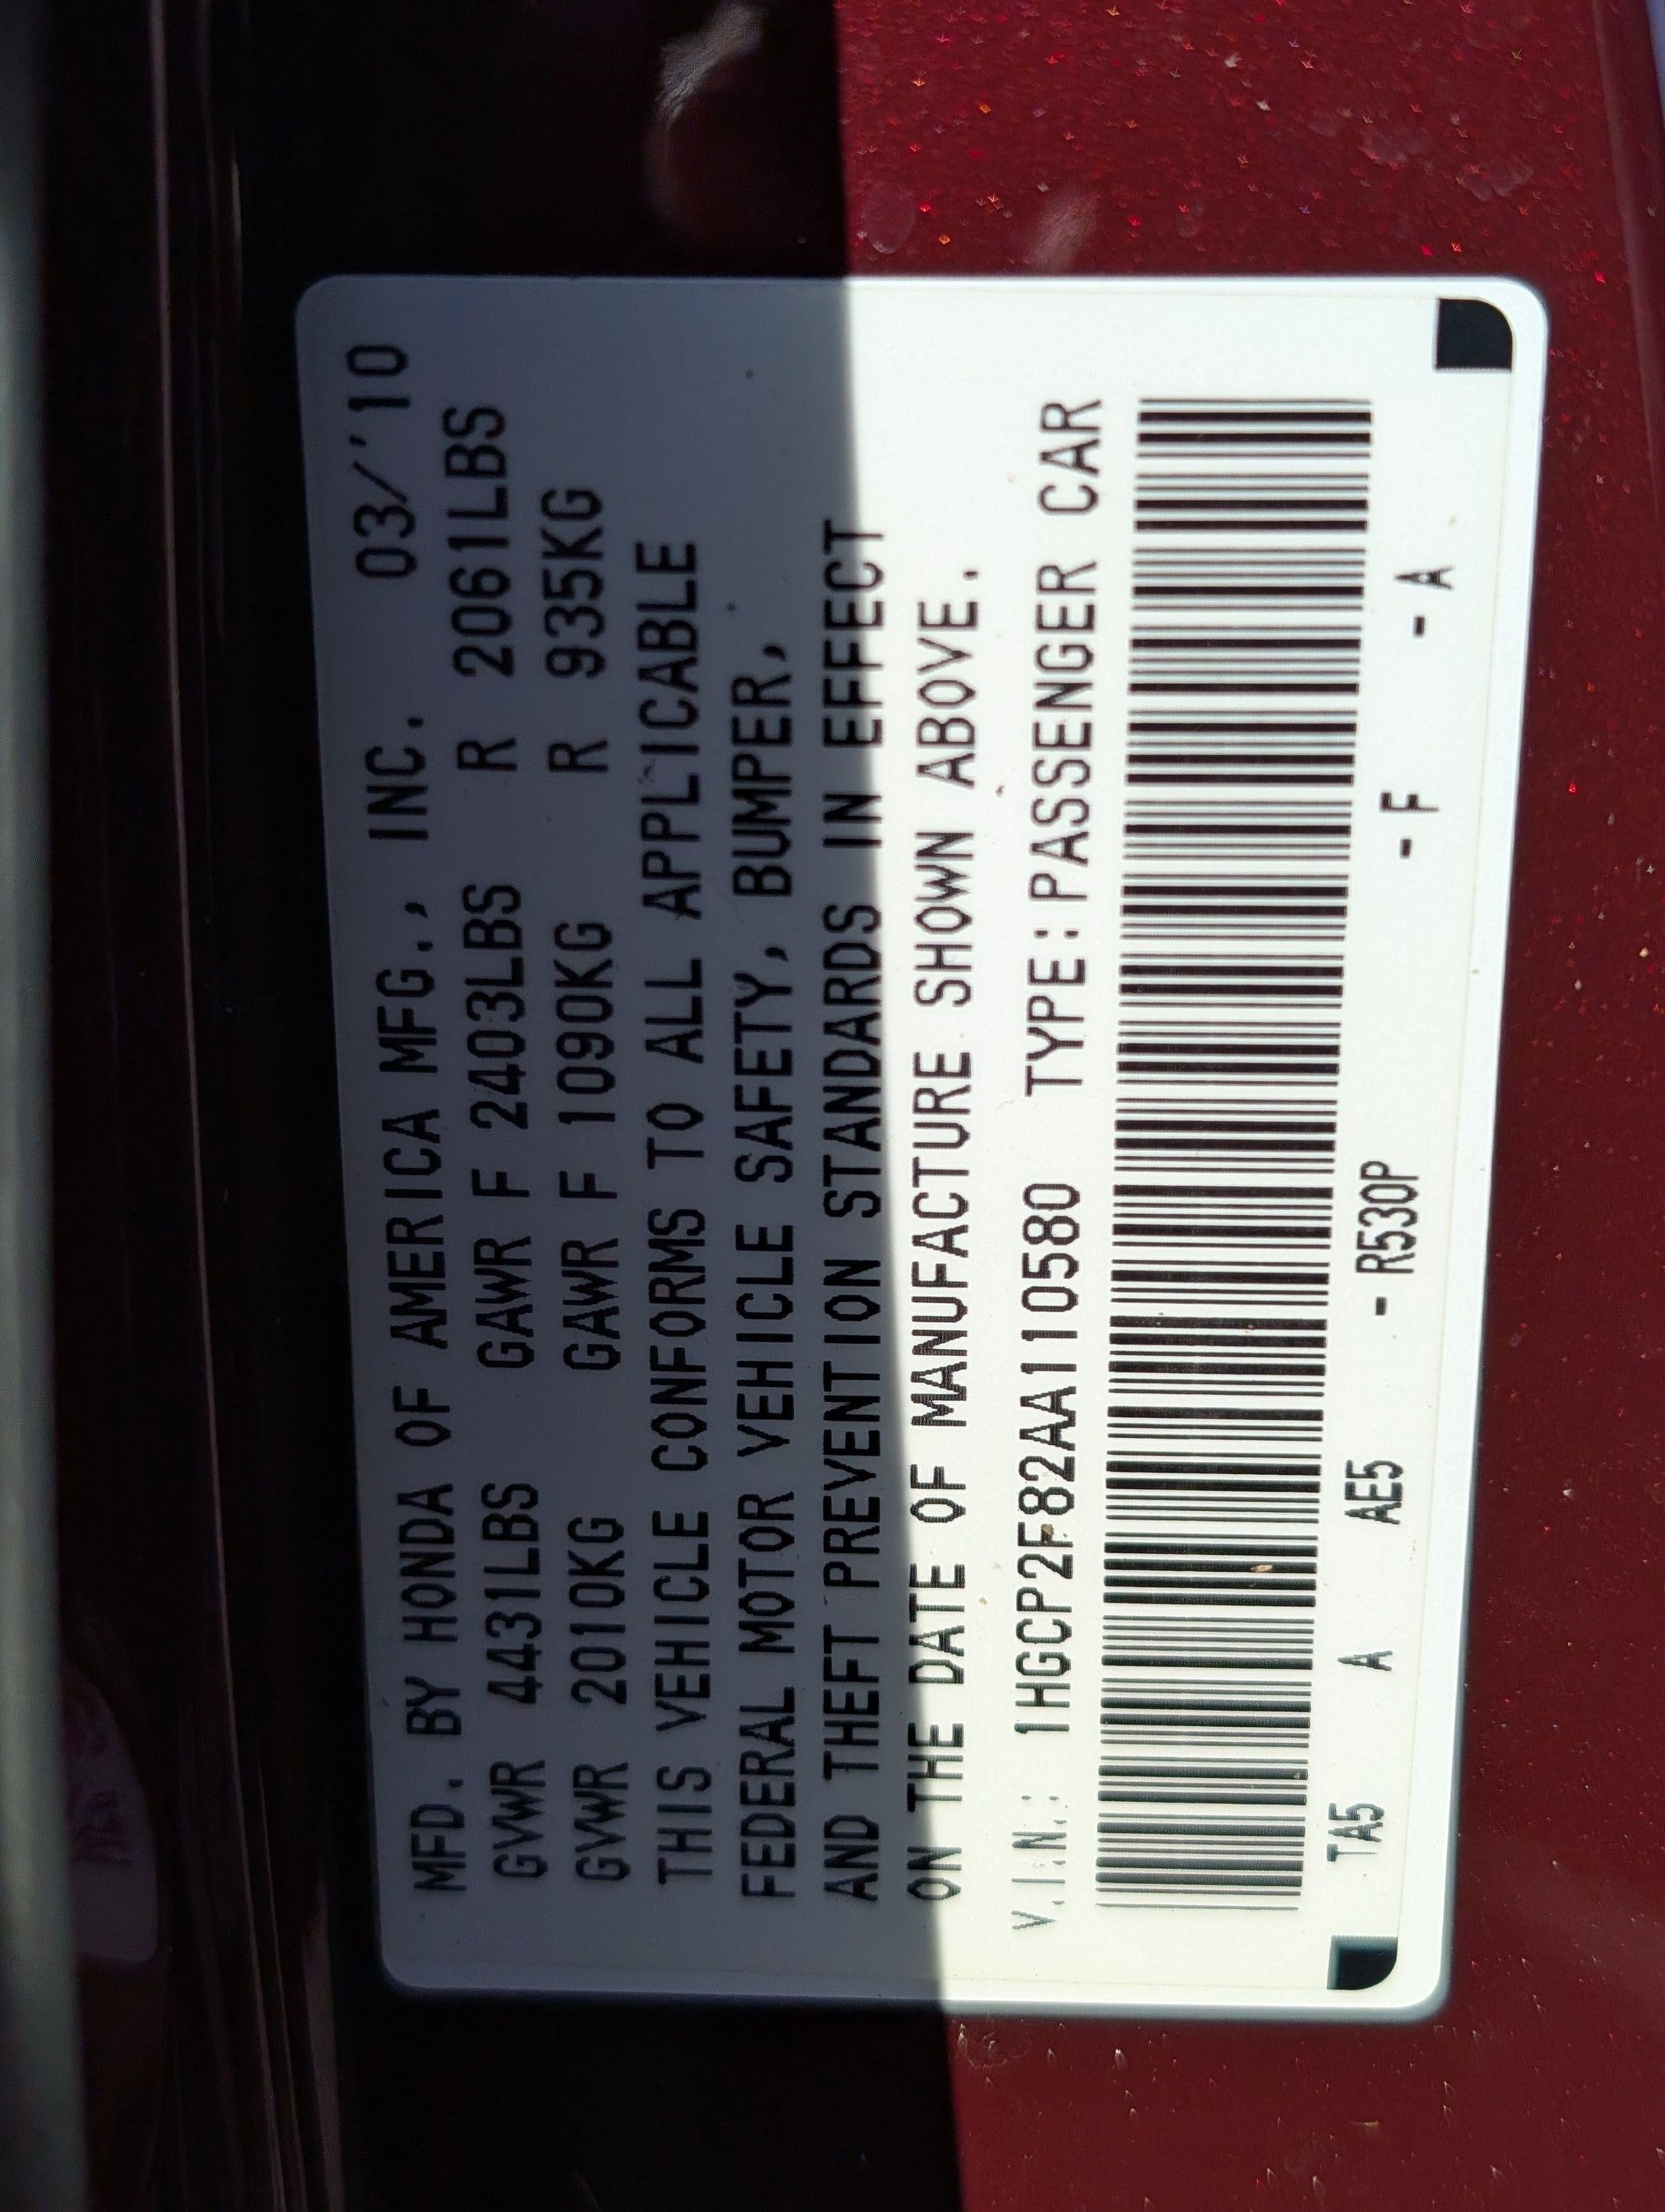 MFD. BY HONDA OF AMERICA MFG., INC. 03/'10
GVWR 4431LBS GAWR F 2403LBS R 2061LBS
GVWR 2010KG GAWR F 1090KG R 935KG
THIS VEHICLE CONFORMS TO ALL APPLICABLE
FEDERAL MOTOR VEHICLE SAFETY, BUMPER,
AND THEFT PREVENTION STANDARDS IN EFFECT
ON THE DATE OF MANUFACTURE SHOWN ABOVE.
V.I.N.: 1HGCP2F82AA110580 TYPE:PASSENGER CAR
TA5 A AE5 - R530P - F - A